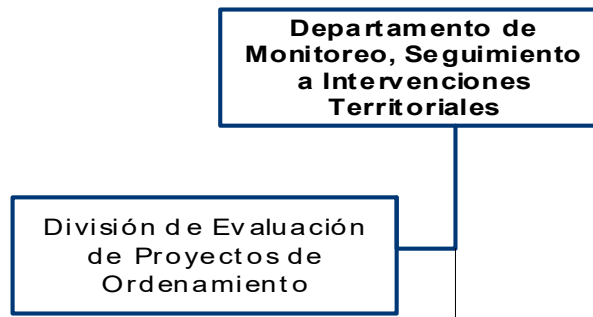 Departamento de
Monitoreo, Seguimiento
a Intervenciones
Territoriales
División de Evaluación
de Proyectos de
Ordenamiento